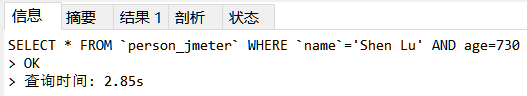 信息 摘要 结果 1 剖析 状态
SELECT * FROM `person_jmeter` WHERE `name`='Shen Lu' AND age=730
> OK
> 查询时间: 2.85s